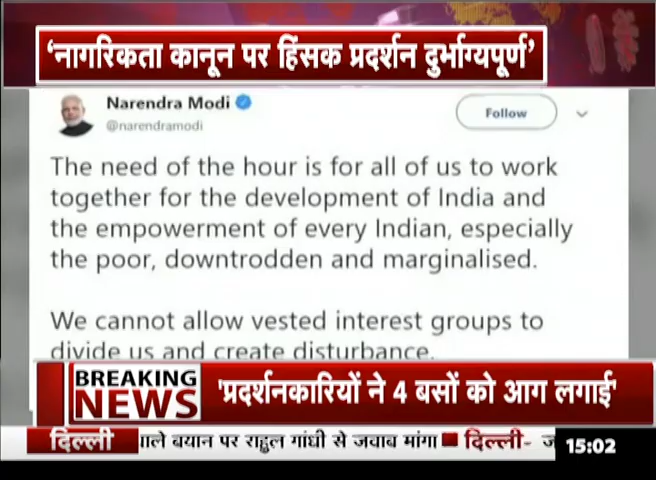 ‘नागरिकता कानून पर हिंसक प्रदर्शन दुर्भाग्यपूर्ण’
Narendra Modi
@narendramodi
Follow
The need of the hour is for all of us to work
together for the development of India and
the empowerment of every Indian, especially
the poor, downtrodden and marginalised.
We cannot allow vested interest groups to
divide us and create disturbance.
BREAKING
NEWS
'प्रदर्शनकारियों ने 4 बसों को आग लगाई'
दिल्ली
वाले बयान पर राहुल गांधी से जवाब मांगा दिल्ली-
15:02